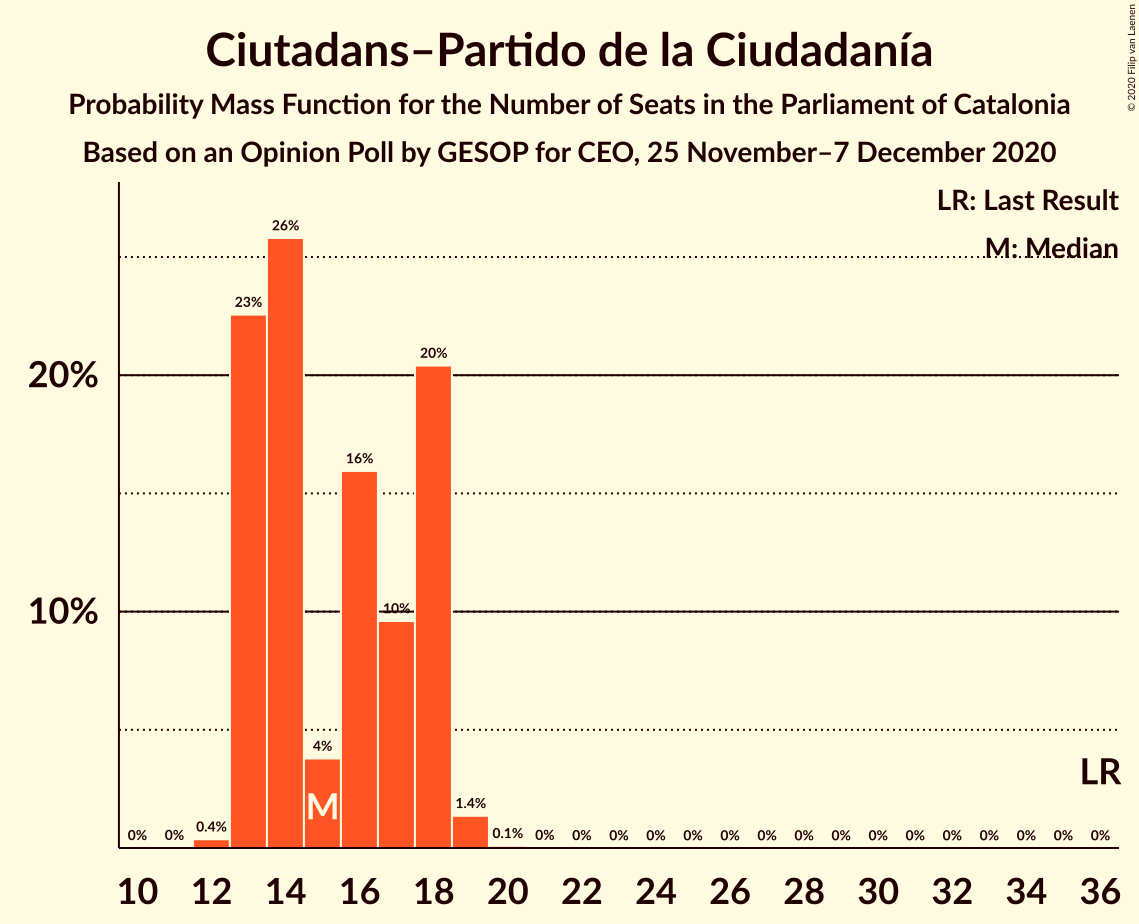 Ciutadans–Partido de la Ciudadanía
Probability Mass Function for the Number of Seats in the Parliament of Catalonia
Based on an Opinion Poll by GESOP for CEO, 25 November–7 December 2020
© 2020 Filip van Laenen
LR: Last Result
M: Median
20%
10%
0% 0% 0.4% 23% 26% 4% 16% 10% 20% 1.4% 0.1% 0% 0% 0% 0% 0% 0% 0% 0% 0% 0% 0% 0% 0% 0% 0% 0%
M
LR
10 12 14 16 18 20 22 24 26 28 30 32 34 36